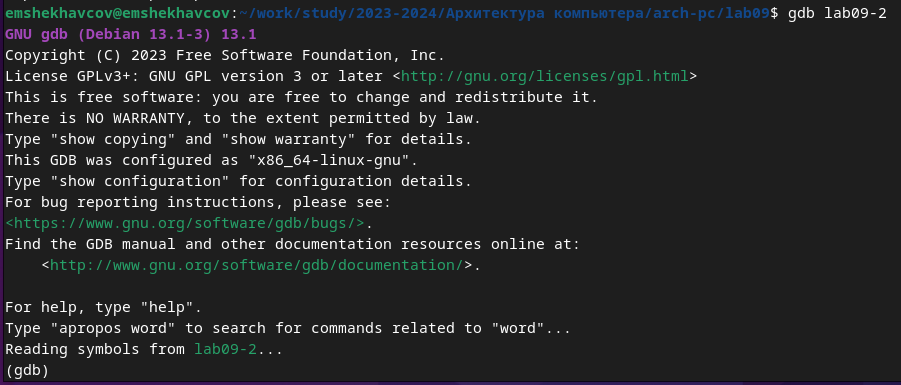 emshekhavcov@emshekhavcov:~/work/study/2023-2024/Архитектура компьютера/arch-pc/lab09$ gdb lab09-2
GNU gdb (Debian 13.1-3) 13.1
Copyright (C) 2023 Free Software Foundation, Inc.
License GPLv3+: GNU GPL version 3 or later <http://gnu.org/licenses/gpl.html>
This is free software: you are free to change and redistribute it.
There is NO WARRANTY, to the extent permitted by law.
Type "show copying" and "show warranty" for details.
This GDB was configured as "x86_64-linux-gnu".
Type "show configuration" for configuration details.
For bug reporting instructions, please see:
<https://www.gnu.org/software/gdb/bugs/>.
Find the GDB manual and other documentation resources online at:
    <http://www.gnu.org/software/gdb/documentation/>.

For help, type "help".
Type "apropos word" to search for commands related to "word"...
Reading symbols from lab09-2...
(gdb)